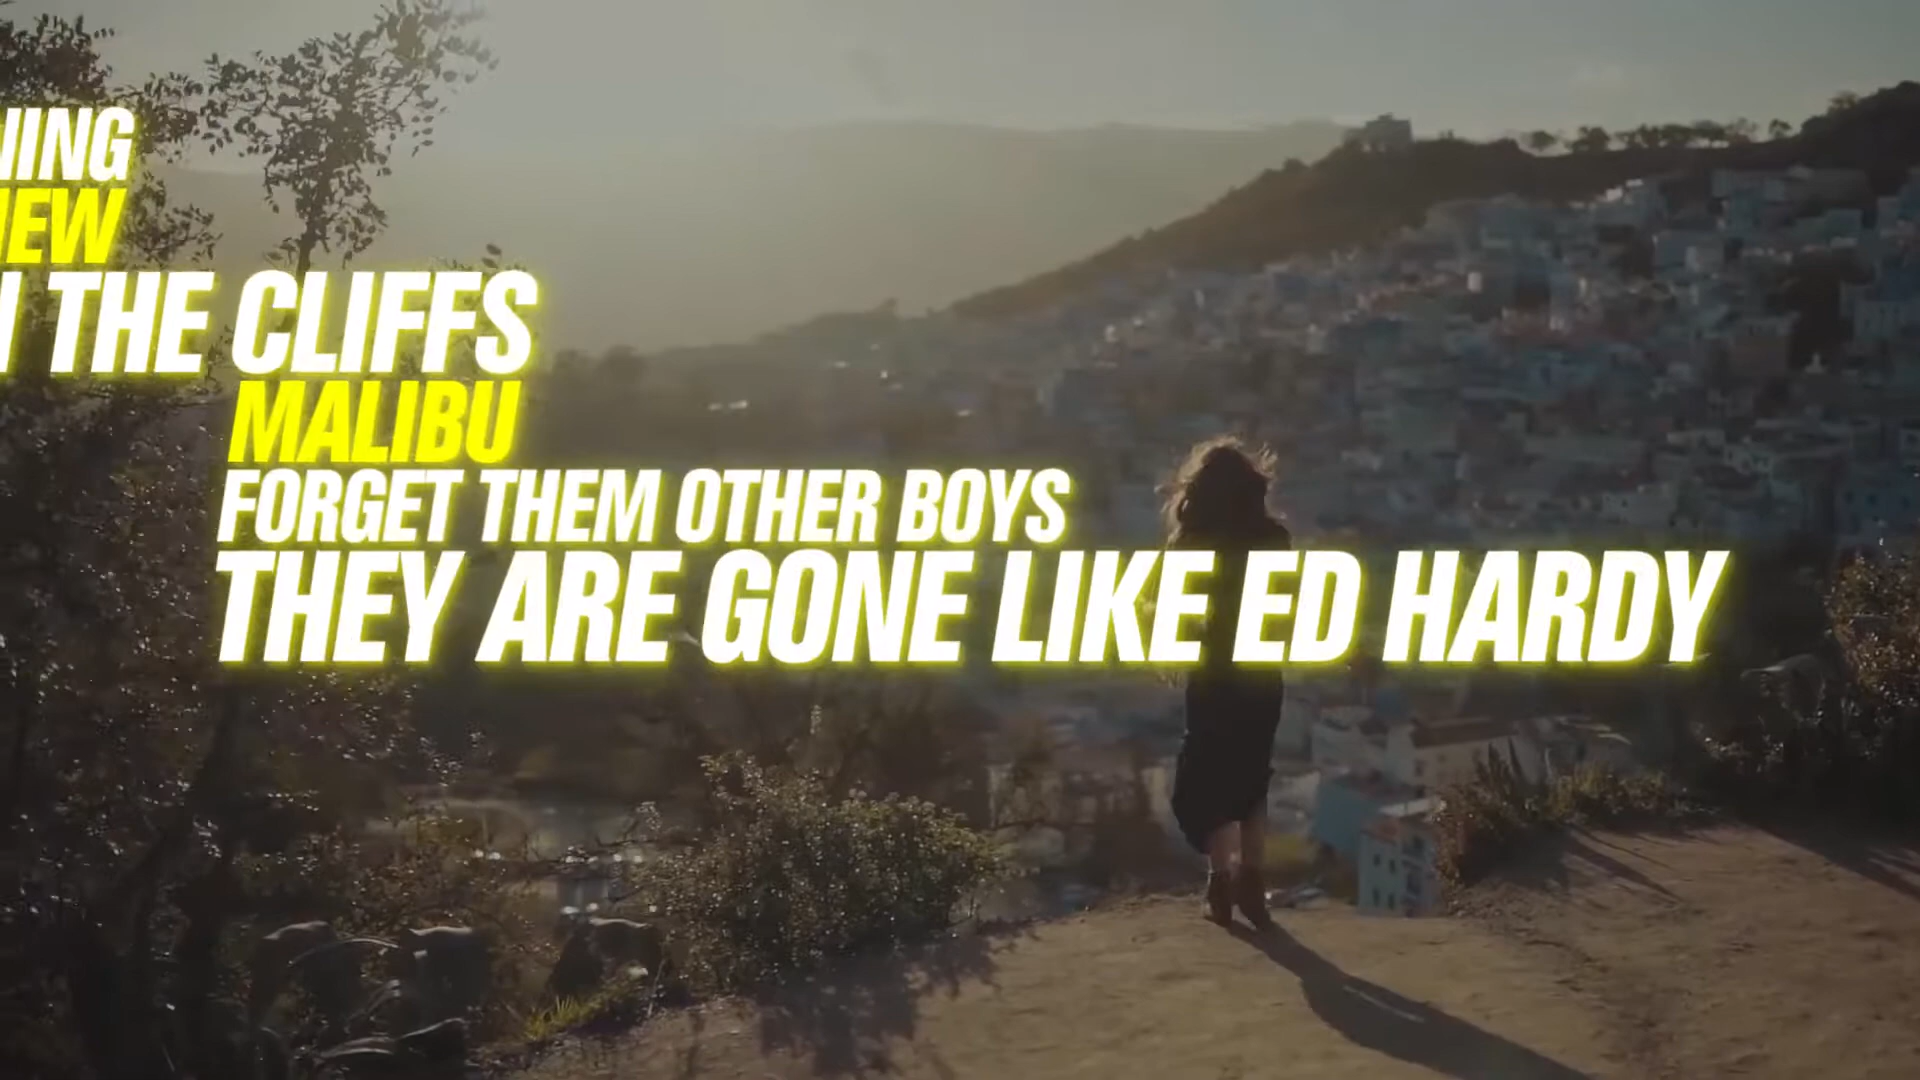 THE CLIFFS
MALIBU
FORGET THEM OTHER BOYS
THEY ARE GONE LIKE ED HARDY